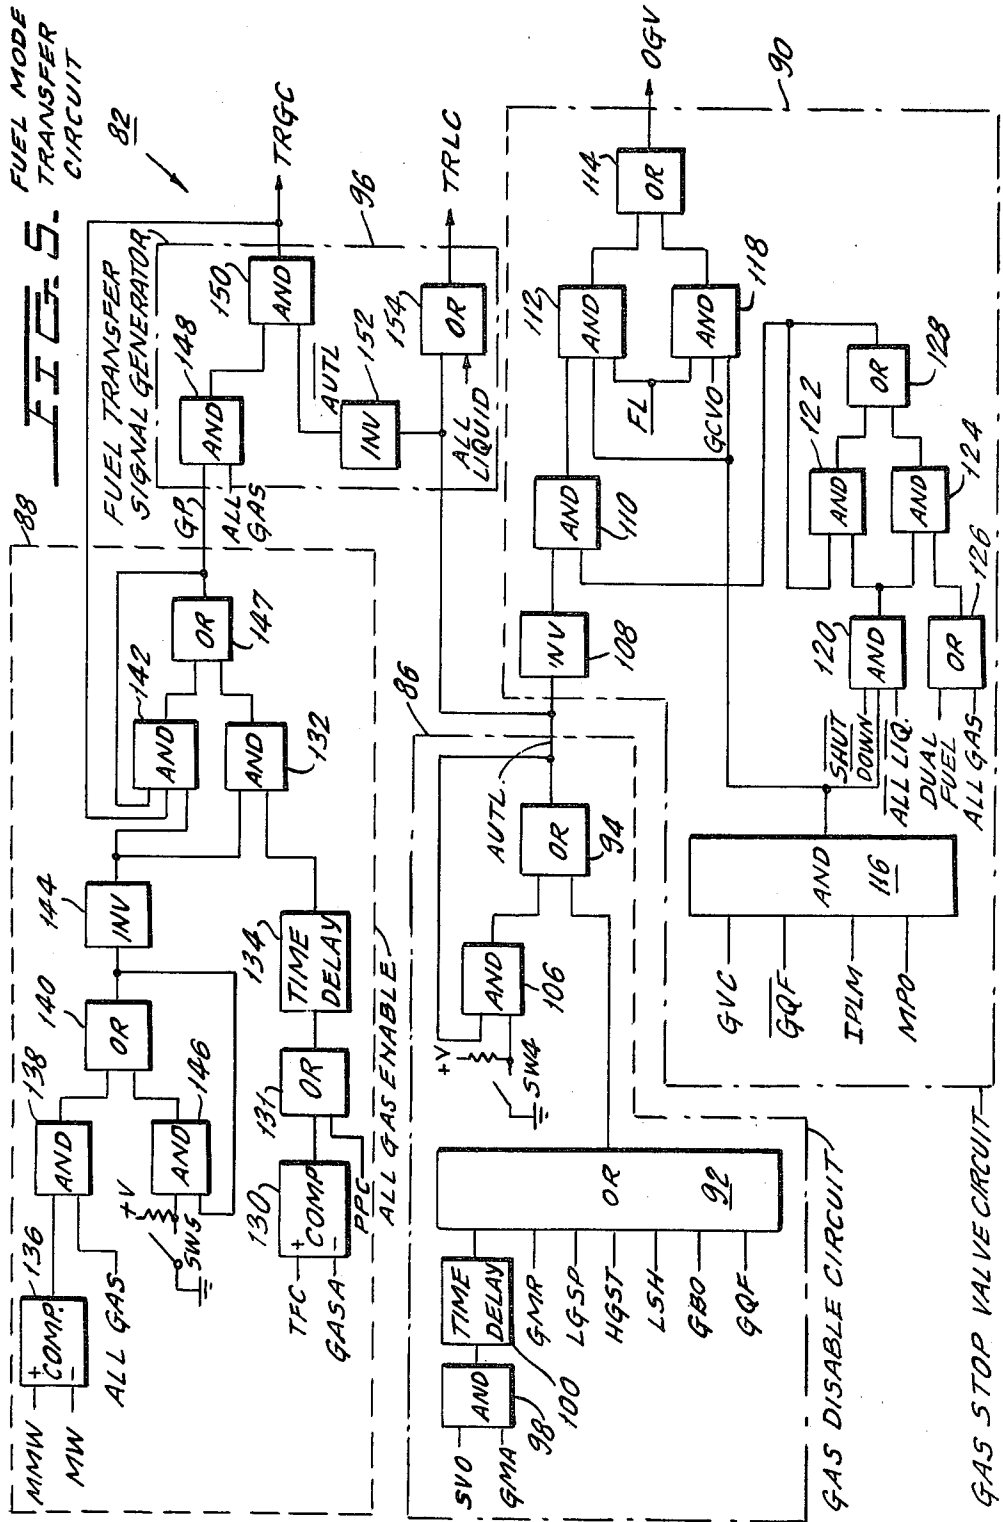 FIG. 5.
FUEL MODE
TRANSFER
CIRCUIT
82
88
FUEL TRANSFER
SIGNAL GENERATOR
96
TRGC
TRLC
MMW
MW
136
+
COMP.
-
ALL GAS
138
AND
140
OR
144
INV
146
AND
+V
SW5
142
AND
132
AND
OR
147
TFC
GASA
130
+
COMP
-
PPC
131
OR
134
TIME
DELAY
ALL GAS ENABLE
GP
ALL
GAS
148
AND
150
AND
AUTL
INV
152
154
OR
ALL
LIQUID
86
SVO
GMA
AND
98
TIME
DELAY
100
GMR
LGSP
HGST
LSH
GBO
GQF
OR
92
+V
SW4
AND
106
OR
94
AUTL.
GAS DISABLE CIRCUIT
90
INV
108
AND
110
112
AND
FL
GCVO
AND
118
114
OR
OGV
GVC
GQF
IPLM
MPO
AND
116
SHUT
DOWN
ALL LIQ.
DUAL
FUEL
ALL GAS
120
AND
OR
126
122
AND
AND
124
OR
128
GAS STOP VALVE CIRCUIT